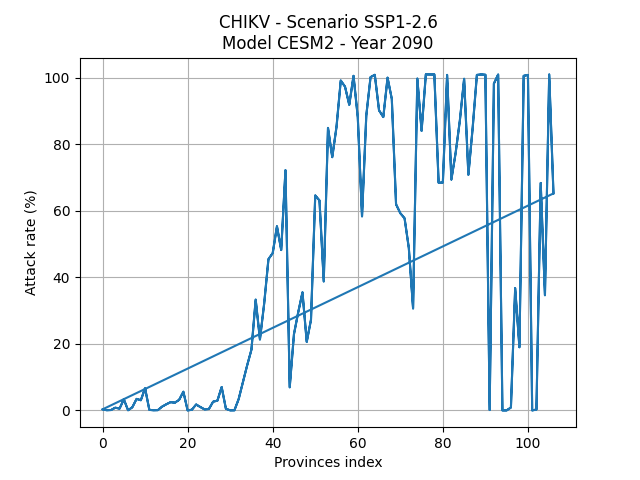 CHIKV - Scenario SSP1-2.6
Model CESM2 - Year 2090
Attack rate (%)
100
80
60
40
20
0
0 20 40 60 80 100
Provinces index